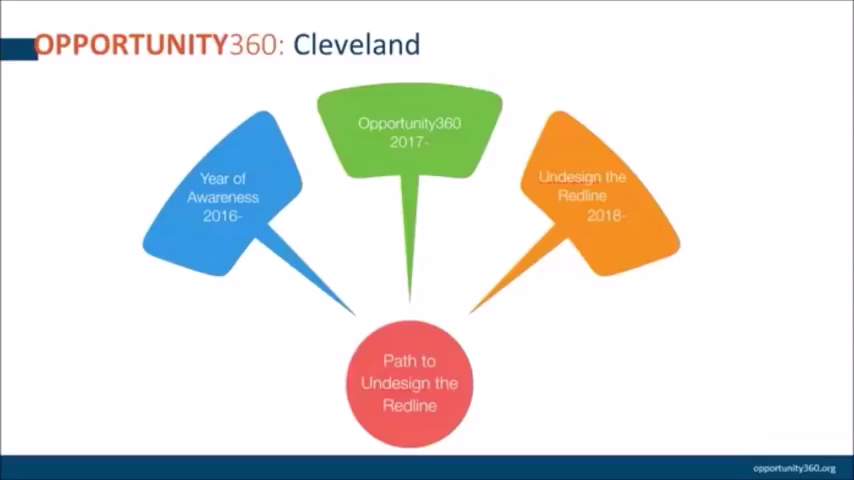 OPPORTUNITY360: Cleveland
Opportunity360
2017-
Year of
Awareness
2016-
Undesign the
Redline
2018-
Path to
Undesign the
Redline
opportunity360.org